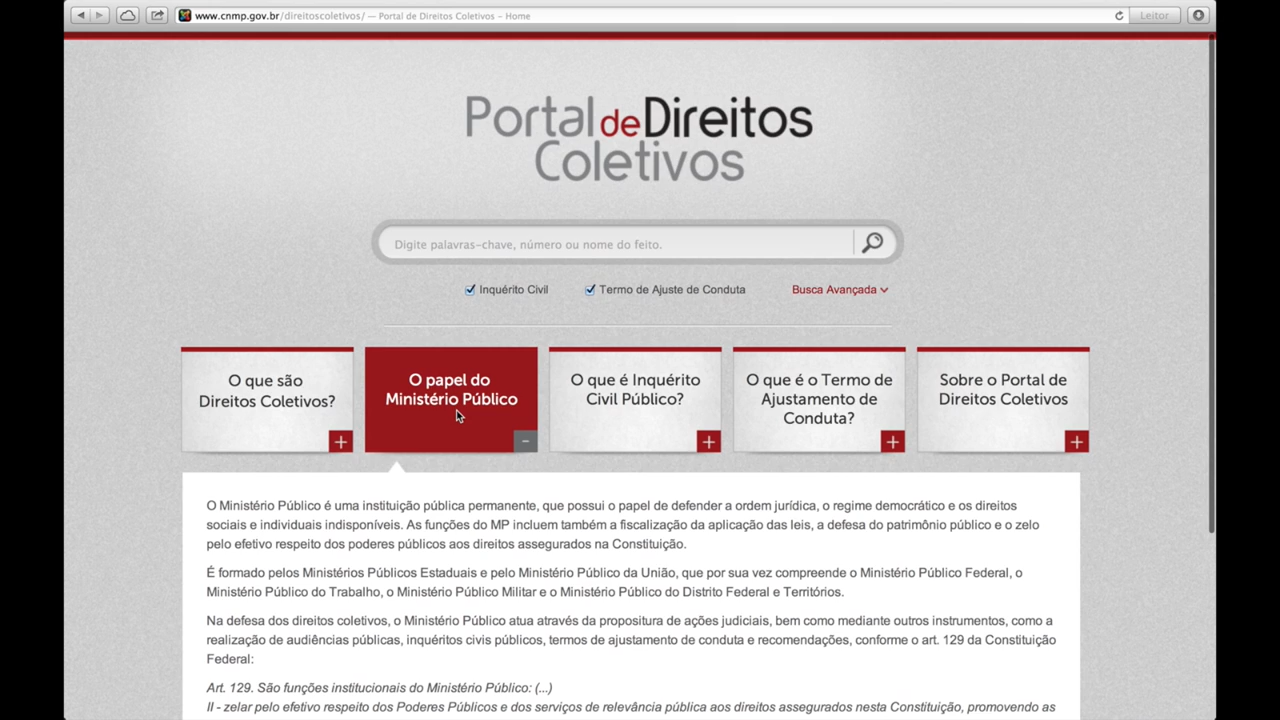 www.cnmp.gov.br/direitoscoletivos/ — Portal de Direitos Coletivos – Home
Leitor
Portal de Direitos
Coletivos
Digite palavras-chave, número ou nome do feito.
Inquérito Civil
Termo de Ajuste de Conduta
Busca Avançada
O que são
Direitos Coletivos?
O papel do
Ministério Público
O que é Inquérito
Civil Público?
O que é o Termo de
Ajustamento de
Conduta?
Sobre o Portal de
Direitos Coletivos
O Ministério Público é uma instituição pública permanente, que possui o papel de defender a ordem jurídica, o regime democrático e os direitos
sociais e individuais indisponíveis. As funções do MP incluem também a fiscalização da aplicação das leis, a defesa do patrimônio público e o zelo
pelo efetivo respeito dos poderes públicos aos direitos assegurados na Constituição.
É formado pelos Ministérios Públicos Estaduais e pelo Ministério Público da União, que por sua vez compreende o Ministério Público Federal, o
Ministério Público do Trabalho, o Ministério Público Militar e o Ministério Público do Distrito Federal e Territórios.
Na defesa dos direitos coletivos, o Ministério Público atua através da propositura de ações judiciais, bem como mediante outros instrumentos, como a
realização de audiências públicas, inquéritos civis públicos, termos de ajustamento de conduta e recomendações, conforme o art. 129 da Constituição
Federal:
Art. 129. São funções institucionais do Ministério Público: (...)
II - zelar pelo efetivo respeito dos Poderes Públicos e dos serviços de relevância pública aos direitos assegurados nesta Constituição, promovendo as